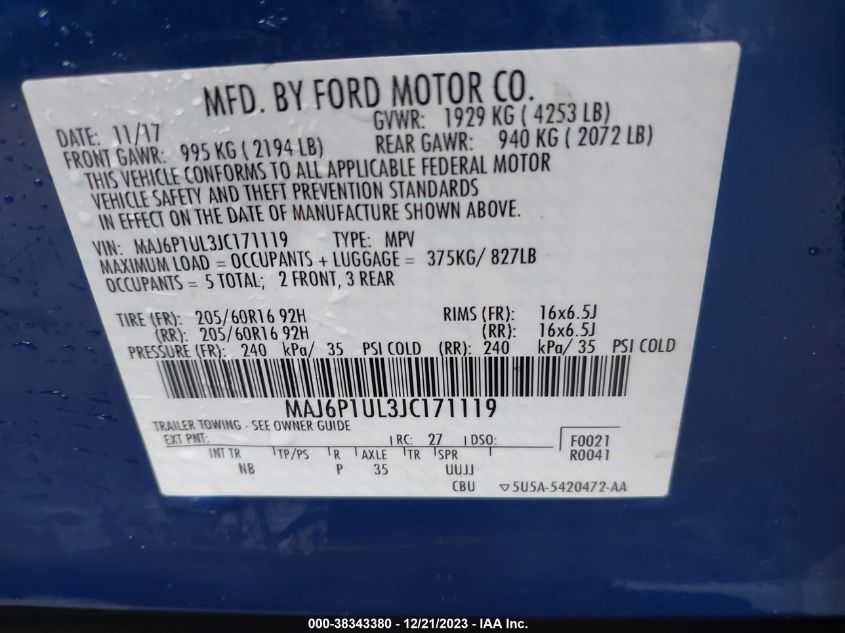 MFD. BY FORD MOTOR CO.
DATE: 11/17 GVWR: 1929 KG ( 4253 LB)
FRONT GAWR: 995 KG ( 2194 LB) REAR GAWR: 940 KG ( 2072 LB)
THIS VEHICLE CONFORMS TO ALL APPLICABLE FEDERAL MOTOR
VEHICLE SAFETY AND THEFT PREVENTION STANDARDS
IN EFFECT ON THE DATE OF MANUFACTURE SHOWN ABOVE.
VIN: MAJ6P1UL3JC171119 TYPE: MPV
MAXIMUM LOAD = OCCUPANTS + LUGGAGE = 375KG/ 827LB
OCCUPANTS = 5 TOTAL; 2 FRONT, 3 REAR
TIRE (FR): 205/60R16 92H RIMS (FR): 16x6.5J
(RR): 205/60R16 92H (RR): 16x6.5J
PRESSURE (FR): 240 kPa/ 35 PSI COLD (RR): 240 kPa/ 35 PSI COLD
MAJ6P1UL3JC171119
TRAILER TOWING - SEE OWNER GUIDE
EXT PNT: RC: 27 DSO: F0021
R0041
INT TR TP/PS R AXLE TR SPR
NB P 35 UUJJ
CBU ▽5U5A-5420472-AA
000-38343380 - 12/21/2023 - IAA Inc.